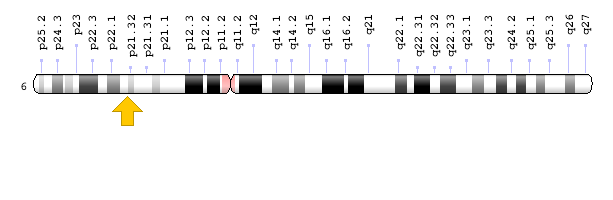 p25.2
p24.3
p23
p22.3
p22.1
p21.32
p21.31
p21.1
p12.3
p12.2
p11.2
q11.2
q12
q14.1
q14.2
q15
q16.1
q16.2
q21
q22.1
q22.31
q22.32
q22.33
q23.1
q23.3
q24.2
q25.1
q25.3
q26
q27
6